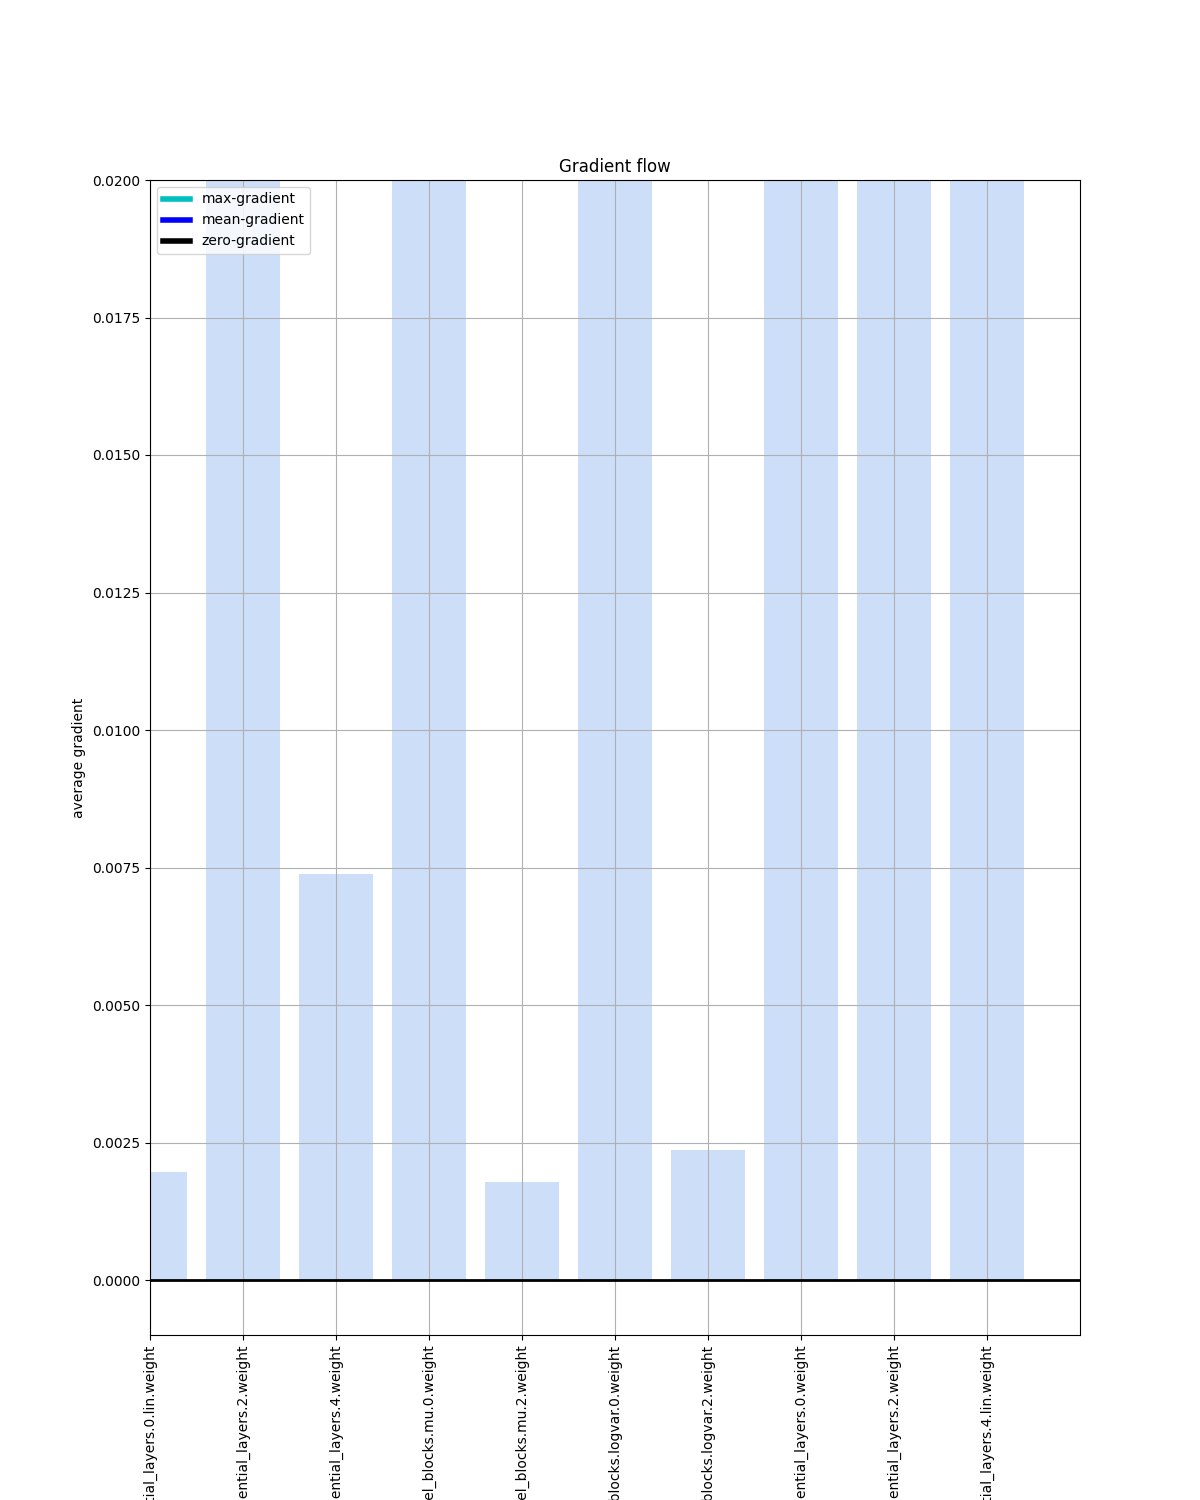 Gradient flow
max-gradient
mean-gradient
zero-gradient
0.0200
0.0175
0.0150
0.0125
0.0100
0.0075
0.0050
0.0025
0.0000
average gradient
tial_layers.0.lin.weight
ential_layers.2.weight
ential_layers.4.weight
el_blocks.mu.0.weight
el_blocks.mu.2.weight
blocks.logvar.0.weight
blocks.logvar.2.weight
ential_layers.0.weight
ential_layers.2.weight
tial_layers.4.lin.weight